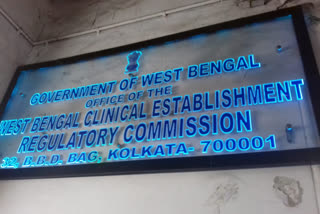 GOVERNMENT OF WEST BENGAL
OFFICE OF THE
WEST BENGAL CLINICAL ESTABLISHMENT
REGULATORY COMMISSION
B.B.D. BAG, KOLKATA- 700001